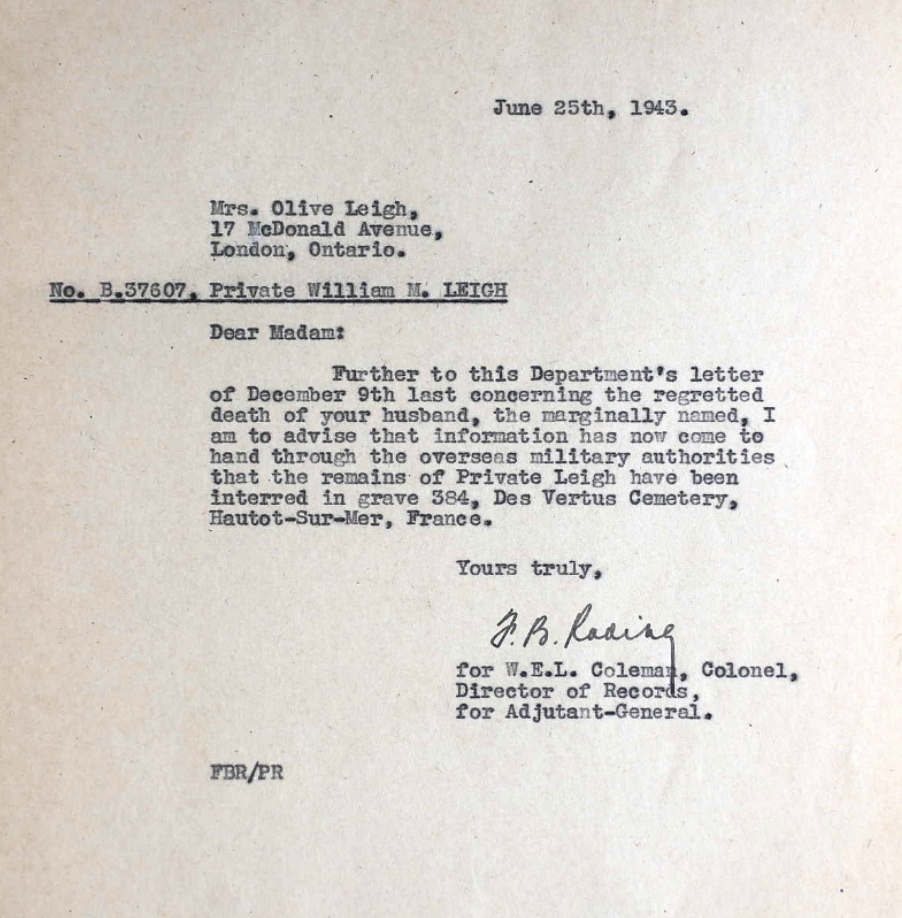 June 25th, 1943.
Mrs. Olive Leigh,
17 McDonald Avenue,
London, Ontario.
No. B.37607, Private William M. LEIGH
Dear Madam:
Further to this Department's letter
of December 9th last concerning the regretted
death of your husband, the marginally named, I
am to advise that information has now come to
hand through the overseas military authorities
that the remains of Private Leigh have been
interred in grave 384, Des Vertus Cemetery,
Hautot-Sur-Mer, France.
Yours truly,
F. B.
for W.E.L. Coleman, Colonel,
Director of Records,
for Adjutant-General.
FBR/PR